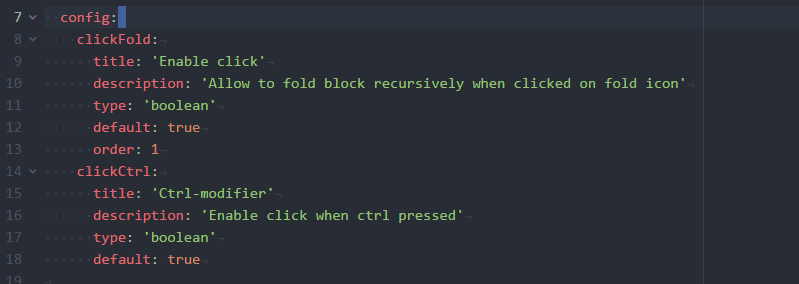 7 config:
8 clickFold:
9 title: 'Enable click'
10 description: 'Allow to fold block recursively when clicked on fold icon'
11 type: 'boolean'
12 default: true
13 order: 1
14 clickCtrl:
15 title: 'Ctrl-modifier'
16 description: 'Enable click when ctrl pressed'
17 type: 'boolean'
18 default: true
19